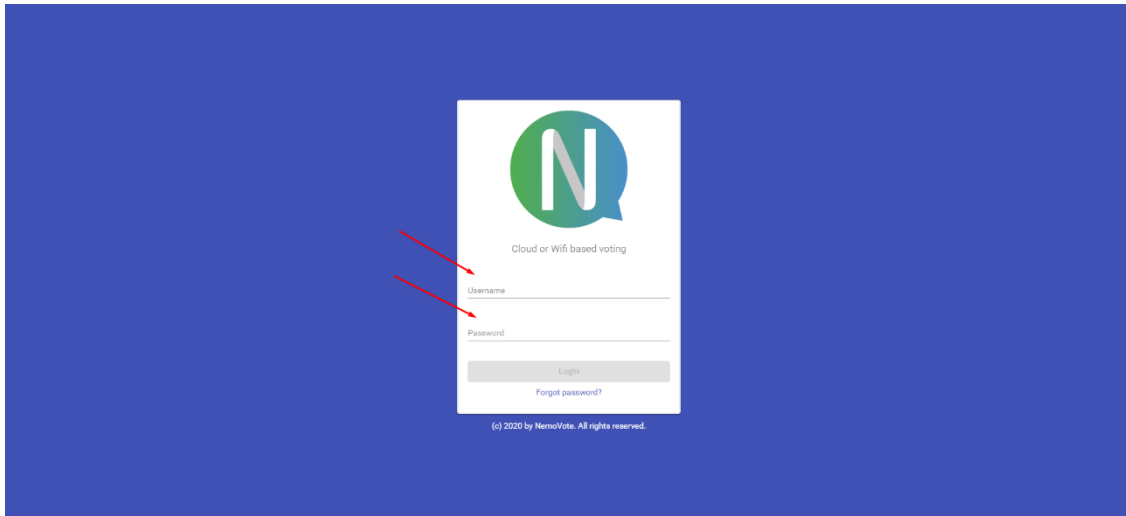 N
Cloud or Wifi based voting
Username
Password
Login
Forgot password?
(c) 2020 by NemoVote. All rights reserved.